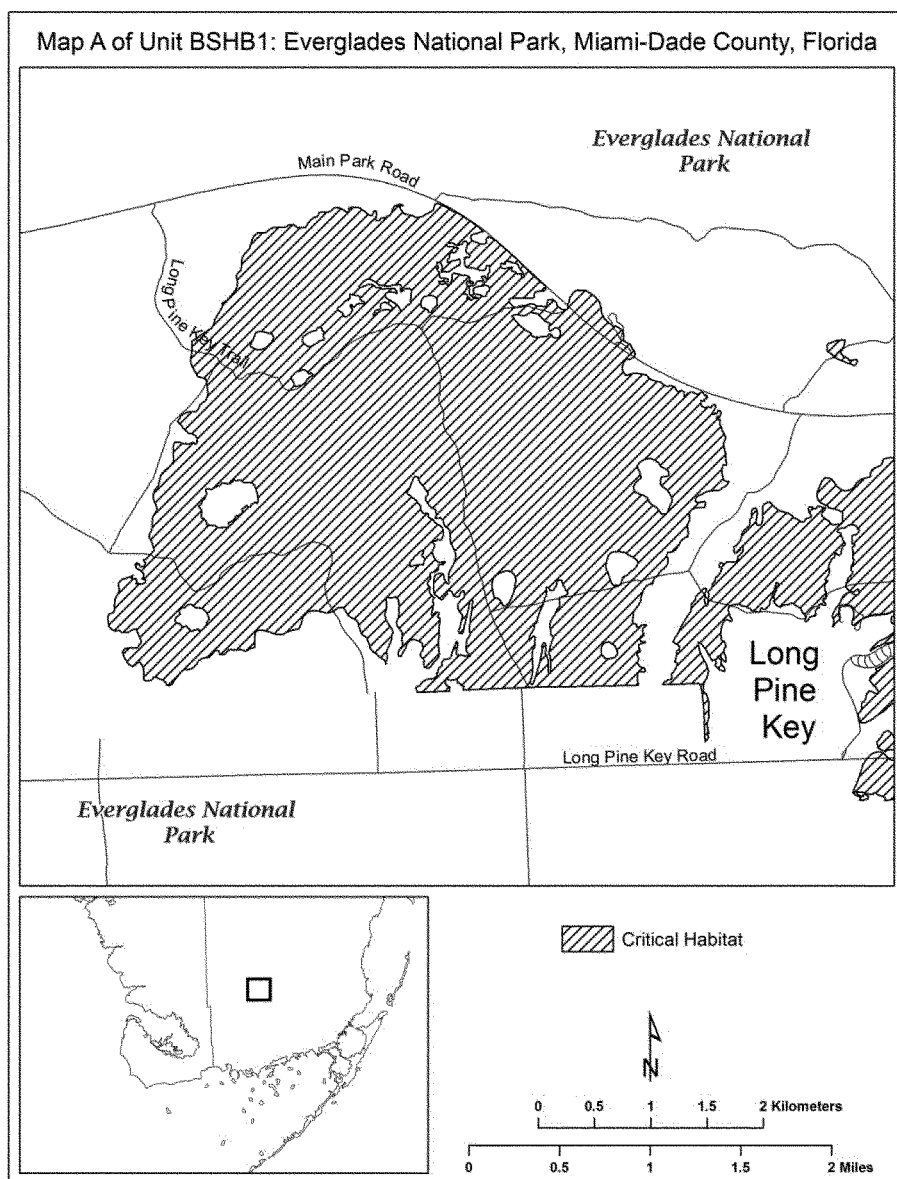 Map A of Unit BSHB1: Everglades National Park, Miami-Dade County, Florida
Everglades National
Park
Main Park Road
Long Pine Key Trail
Long
Pine
Key
Long Pine Key Road
Everglades National
Park
Critical Habitat
N
0 0.5 1 1.5 2 Kilometers
0 0.5 1 1.5 2 Miles